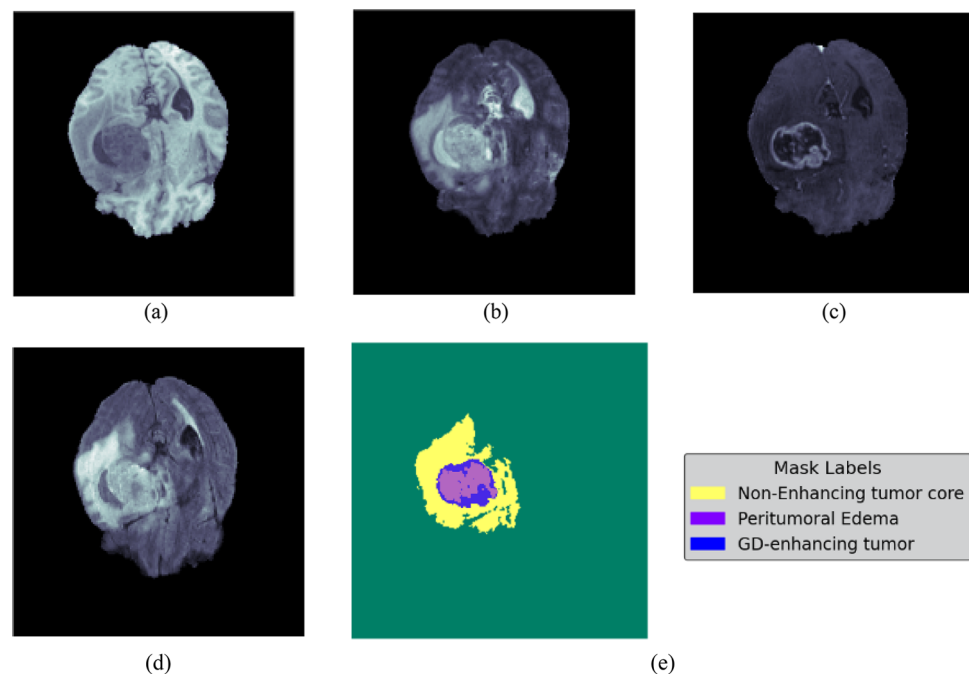 (a)
(b)
(c)
Mask Labels
Non-Enhancing tumor core
Peritumoral Edema
GD-enhancing tumor
(d)
(e)